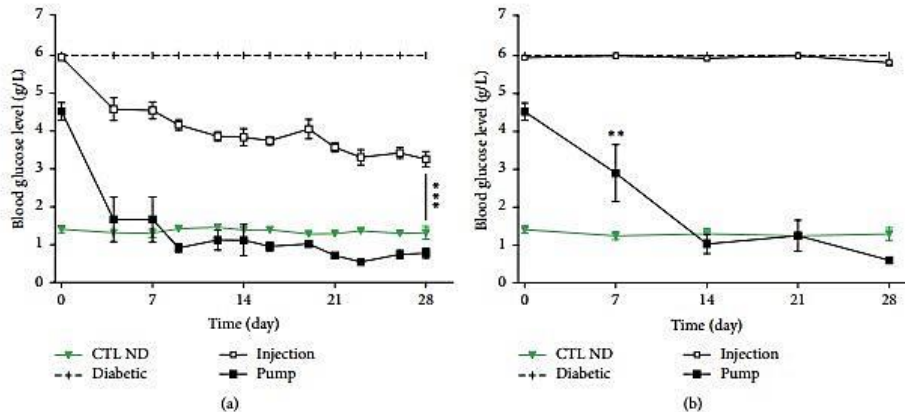 7
6
5
4
3
2
1
0
Blood glucose level (g/L)
***
0 7 14 21 28
Time (day)
CTL ND
Diabetic
Injection
Pump
(a)
7
6
5
4
3
2
1
0
Blood glucose level (g/L)
**
0 7 14 21 28
Time (day)
CTL ND
Diabetic
Injection
Pump
(b)